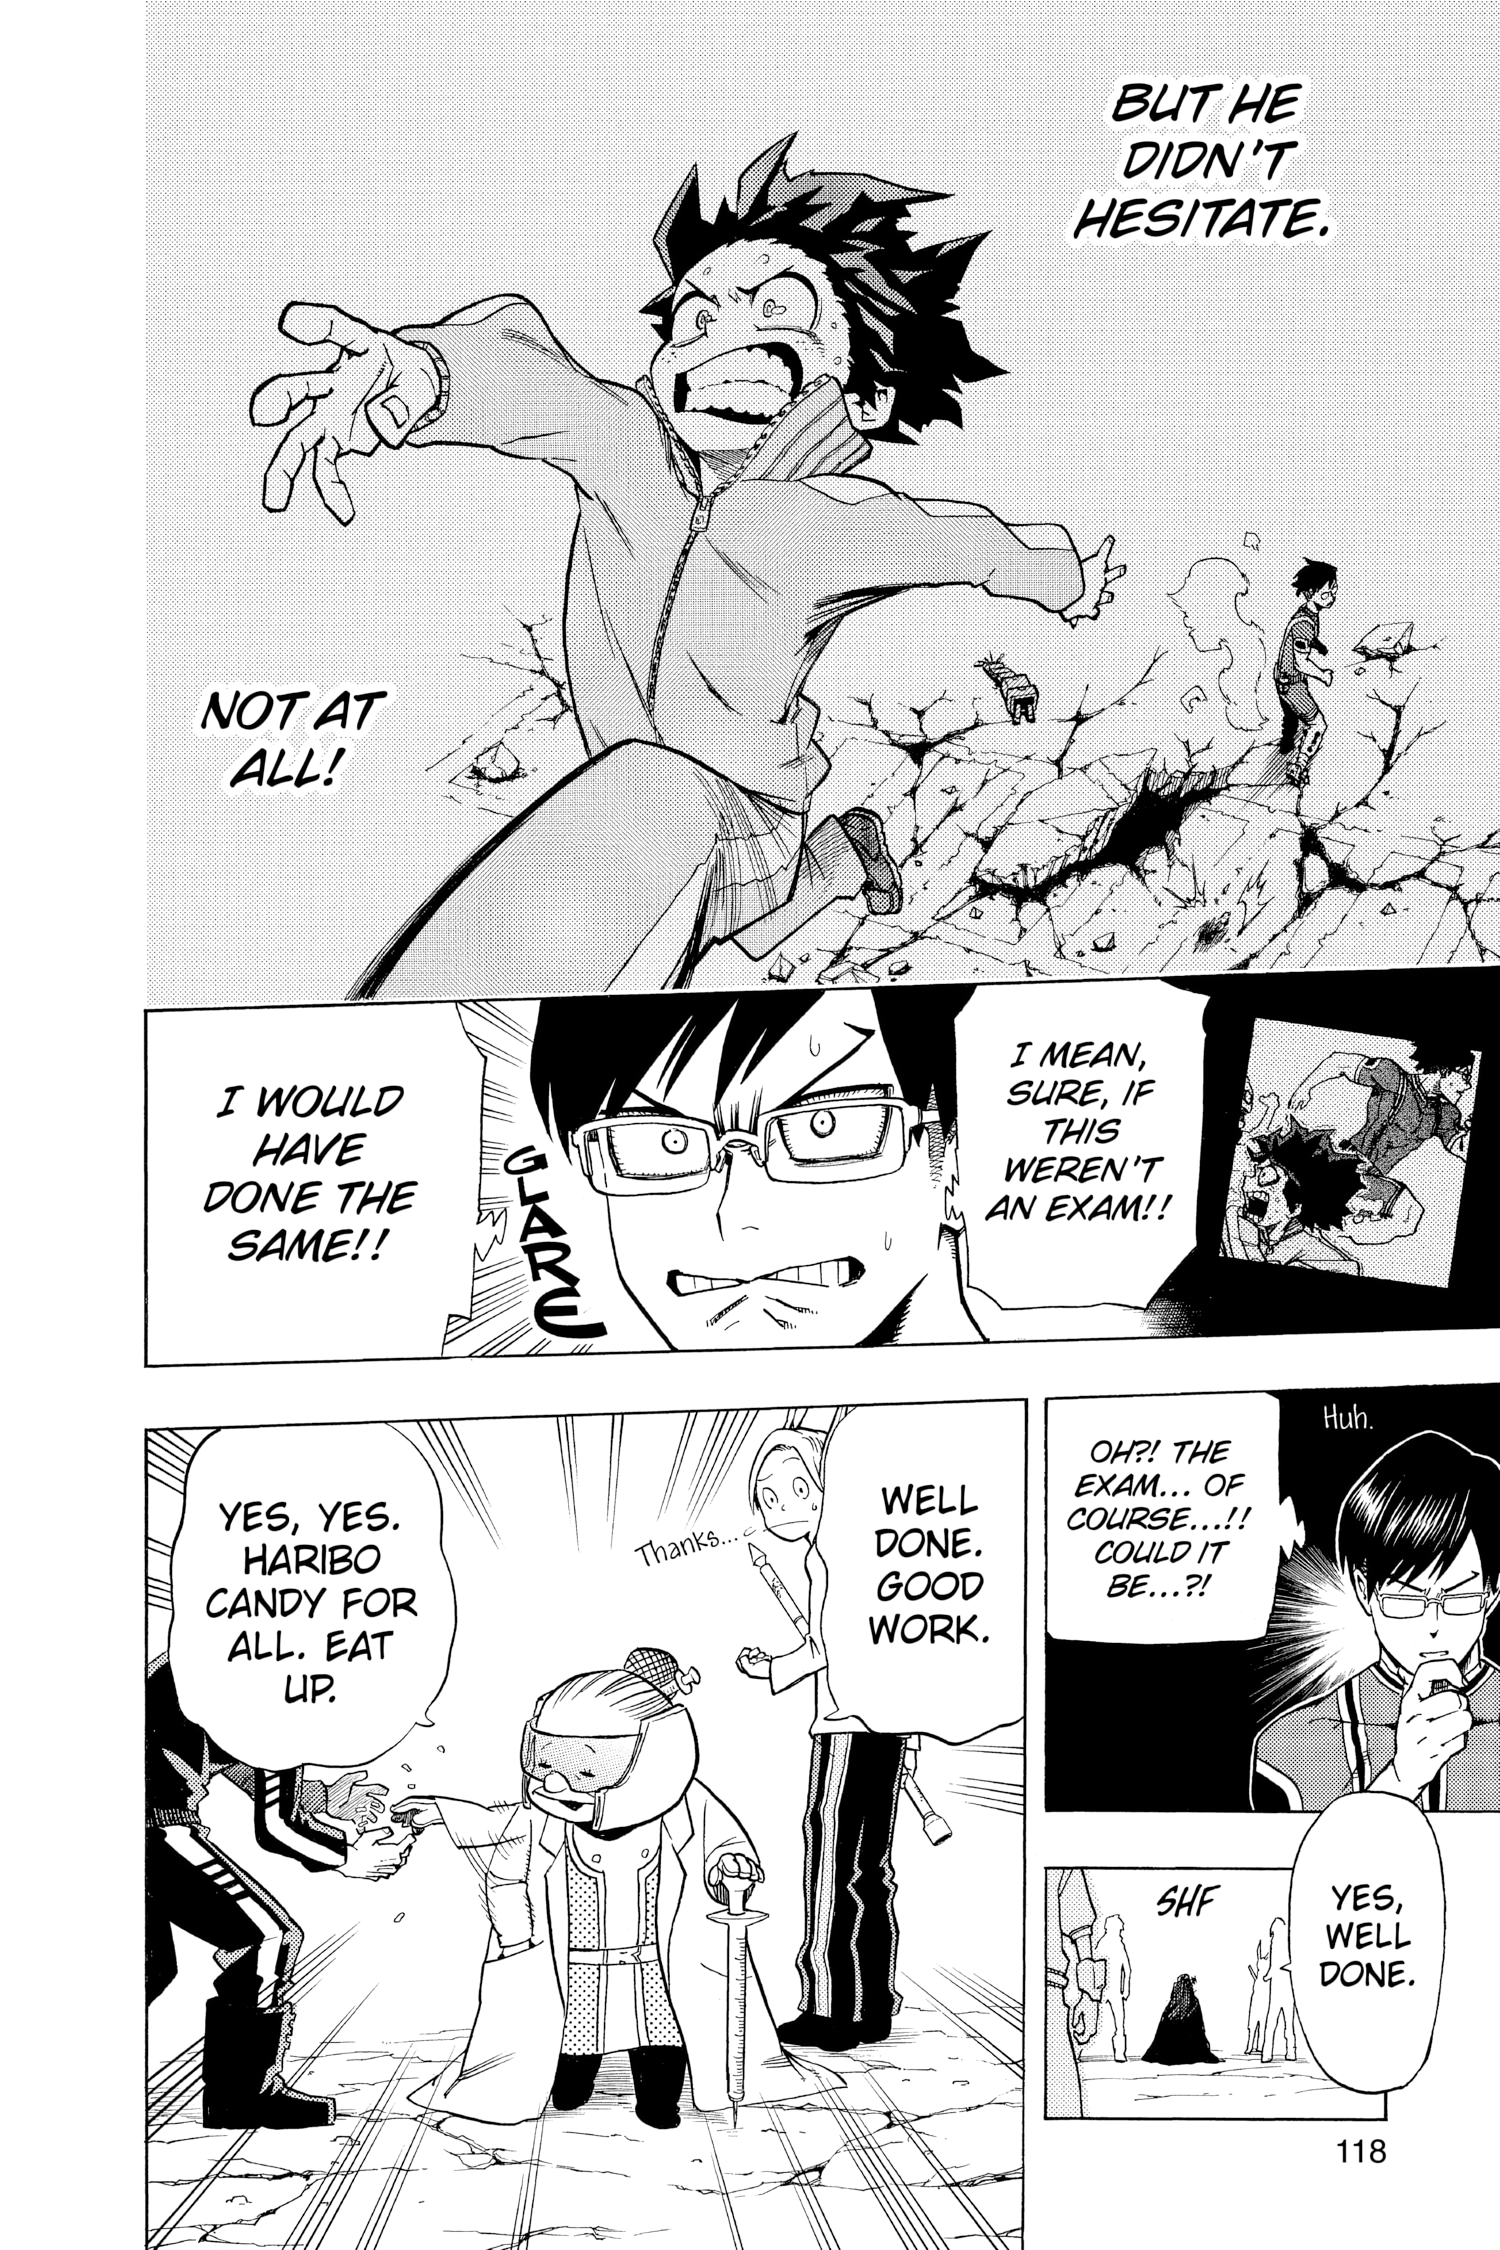 BUT HE
DIDN'T
HESITATE.
NOT AT
ALL!
I MEAN,
SURE, IF
THIS
WEREN'T
AN EXAM!!
GLARE
I WOULD
HAVE
DONE THE
SAME!!
Huh.
OH?! THE
EXAM... OF
COURSE...!!
COULD IT
BE...?!
YES,
WELL
DONE.
SHF
WELL
DONE.
GOOD
WORK.
Thanks...
YES, YES.
HARIBO
CANDY FOR
ALL. EAT
UP.
118